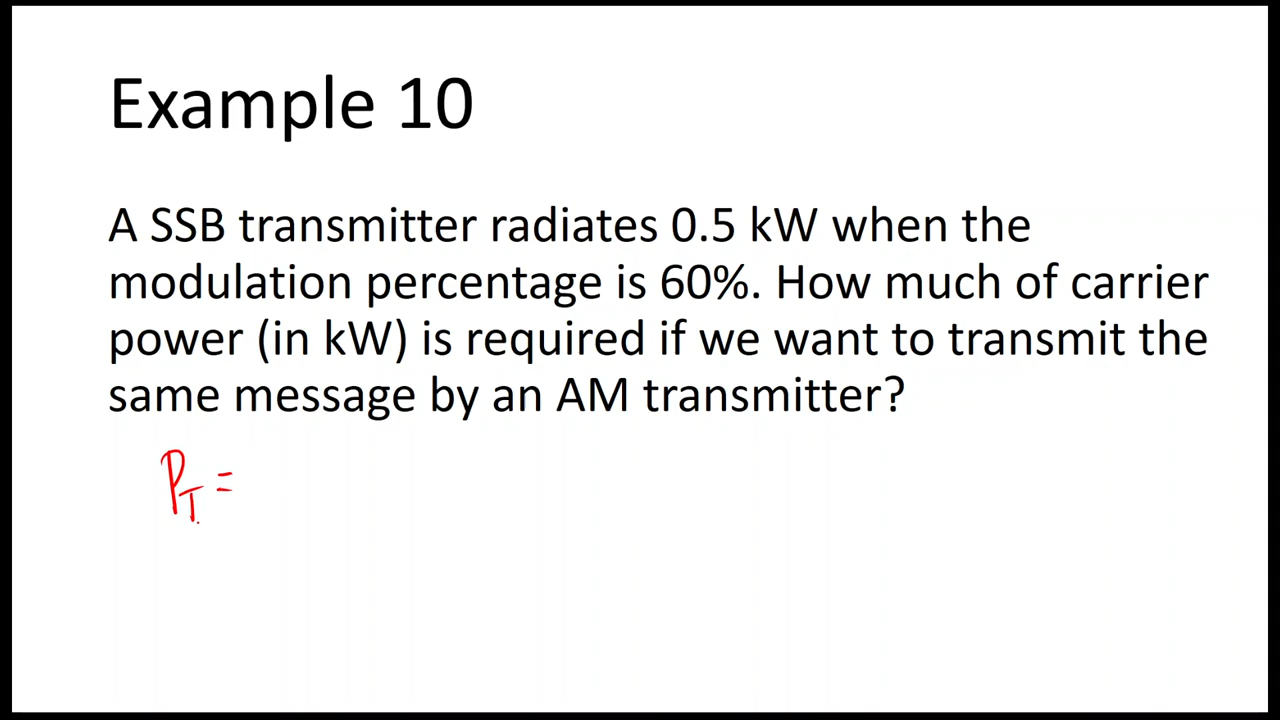 Example 10
A SSB transmitter radiates 0.5 kW when the
modulation percentage is 60%. How much of carrier
power (in kW) is required if we want to transmit the
same message by an AM transmitter?
P_T =